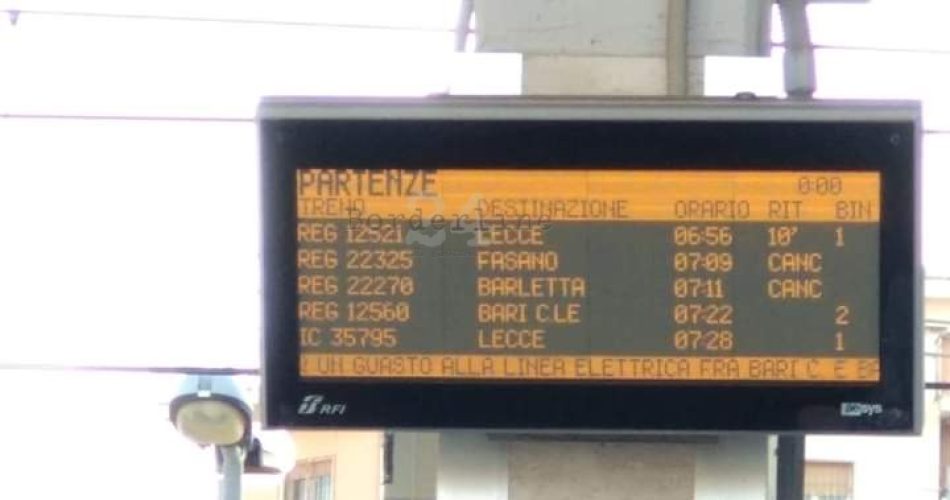 PARTENZE 0:00
TRENO DESTINAZIONE ORARIO RIT BIN
Borderline
24
REG 12521 LECCE 06:56 10' 1
REG 22325 FASANO 07:09 CANC
REG 22270 BARLETTA 07:11 CANC
REG 12560 BARI C.LE 07:22 2
IC 35795 LECCE 07:28 1
UN GUASTO ALLA LINEA ELETTRICA FRA BARI C E
RFI